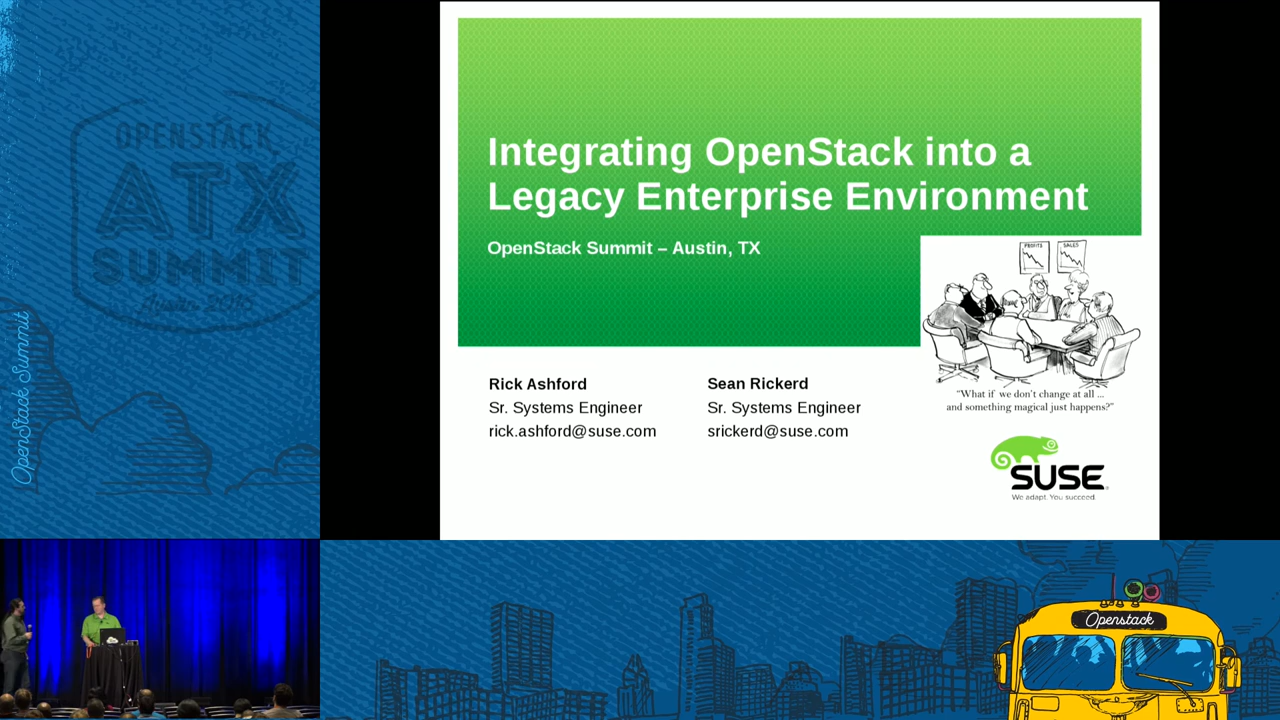 OPENSTACK
ATX
SUMMIT
Austin 2016
OpenStack Summit
Integrating OpenStack into a
Legacy Enterprise Environment
OpenStack Summit – Austin, TX
PROFITS
SALES
"What if we don't change at all ...
and something magical just happens?"
Rick Ashford
Sr. Systems Engineer
rick.ashford@suse.com
Sean Rickerd
Sr. Systems Engineer
srickerd@suse.com
SUSE
We adapt. You succeed.
Openstack